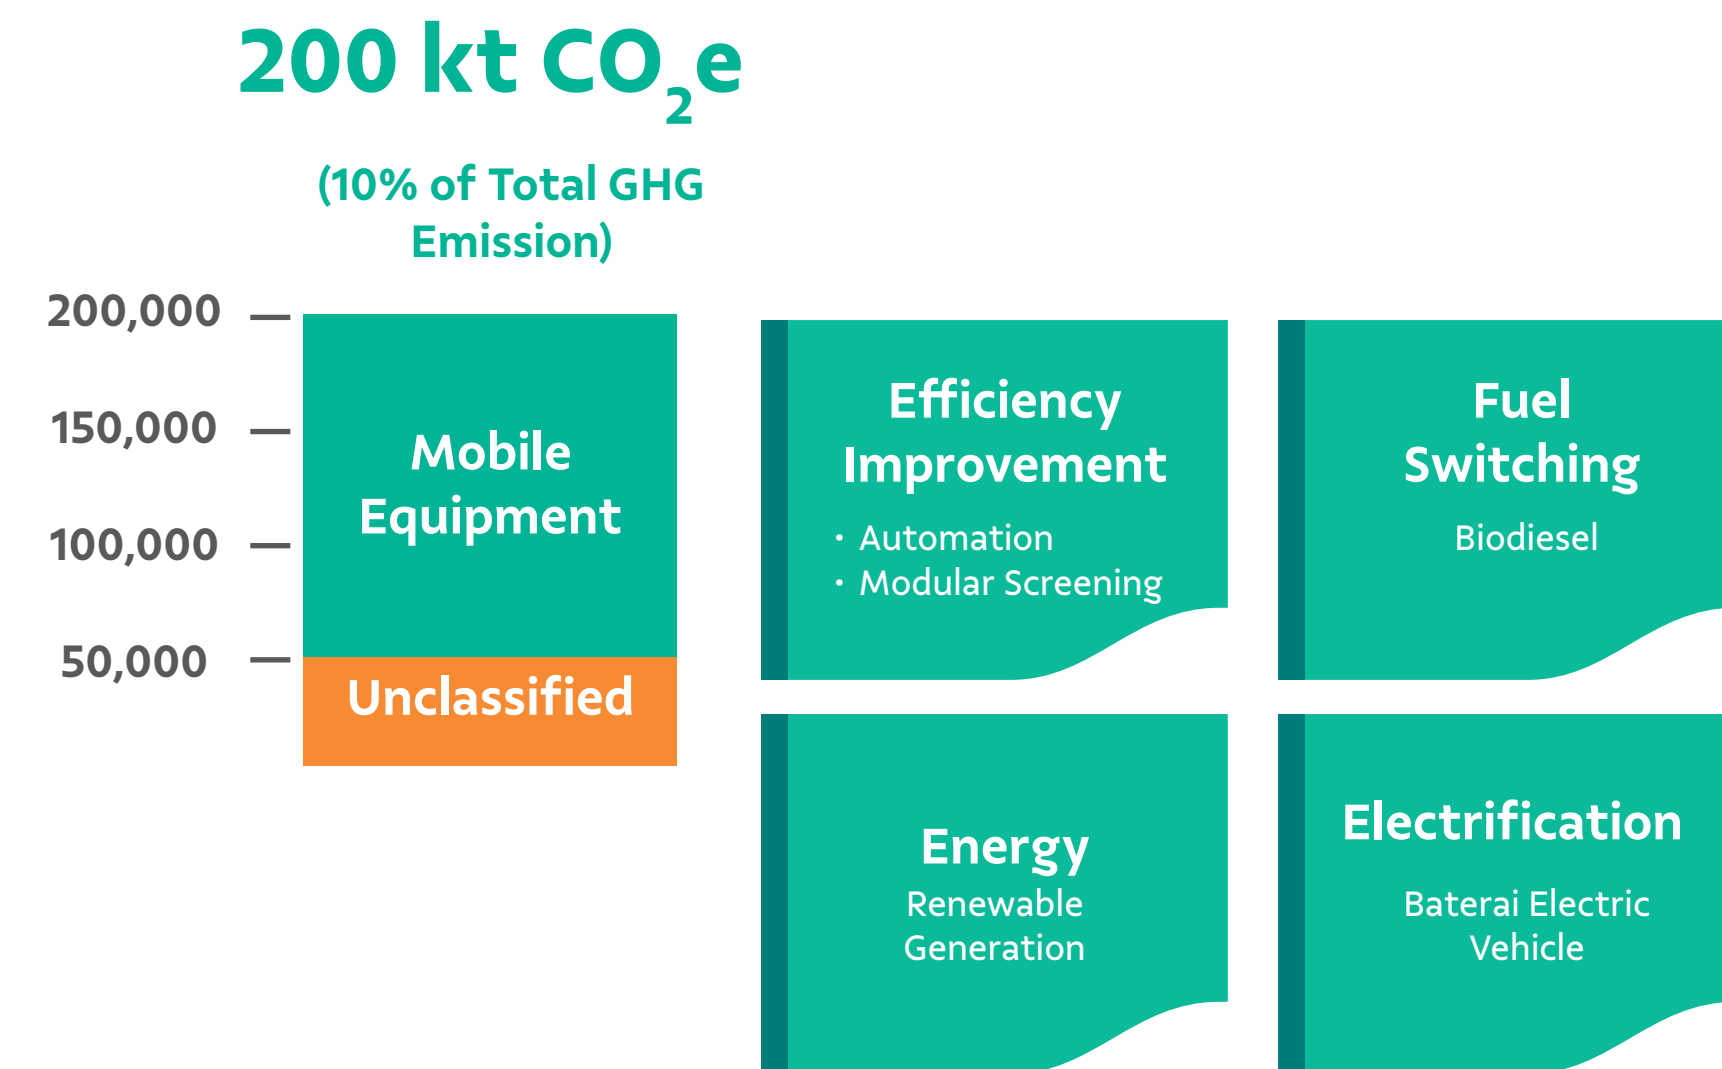 200 kt CO₂e
(10% of Total GHG
Emission)
200,000
150,000
100,000
50,000
Mobile
Equipment
Unclassified
Efficiency
Improvement
· Automation
· Modular Screening
Fuel
Switching
Biodiesel
Energy
Renewable
Generation
Electrification
Baterai Electric
Vehicle